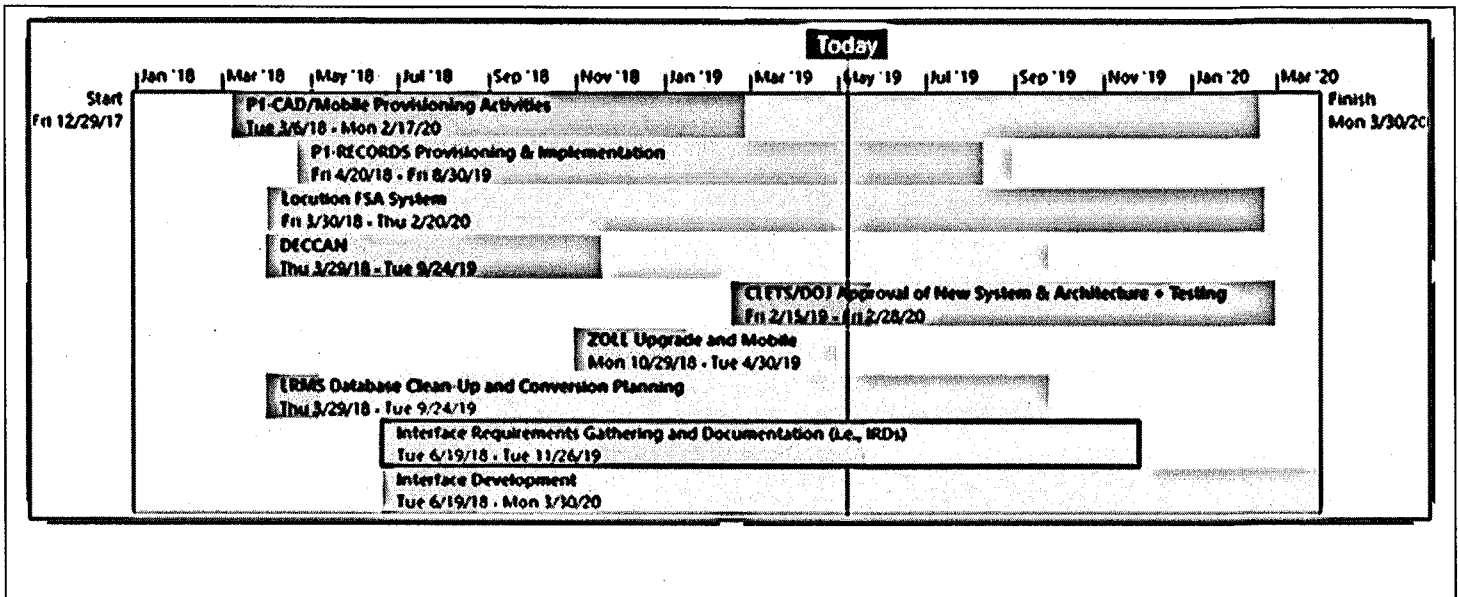 Today
Jan '18 Mar '18 May '18 Jul '18 Sep '18 Nov '18 Jan '19 Mar '19 May '19 Jul '19 Sep '19 Nov '19 Jan '20 Mar '20
Start
Fri 12/29/17
Finish
Mon 3/30/20
P1-CAD/Mobile Provisioning Activities
Tue 3/6/18 - Mon 2/17/20
P1-RECORDS Provisioning & Implementation
Fri 4/20/18 - Fri 8/30/19
Locution FSA System
Fri 3/30/18 - Thu 2/20/20
DECCAN
Thu 3/29/18 - Tue 9/24/19
CLETS/DOJ Approval of New System & Architecture + Testing
Fri 2/15/19 - Fri 2/28/20
ZOLL Upgrade and Mobile
Mon 10/29/18 - Tue 4/30/19
LRMS Database Clean-Up and Conversion Planning
Thu 3/29/18 - Tue 9/24/19
Interface Requirements Gathering and Documentation (i.e., IRDs)
Tue 6/19/18 - Tue 11/26/19
Interface Development
Tue 6/19/18 - Mon 3/30/20